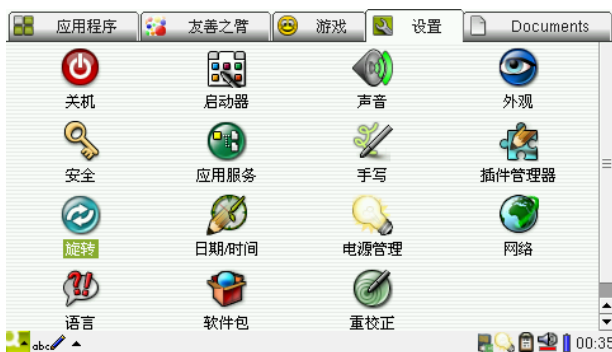 应用程序 友善之臂 游戏 设置 Documents
关机 启动器 声音 外观
安全 应用服务 手写 插件管理器
旋转 日期/时间 电源管理 网络
语言 软件包 重校正
abc 00:35